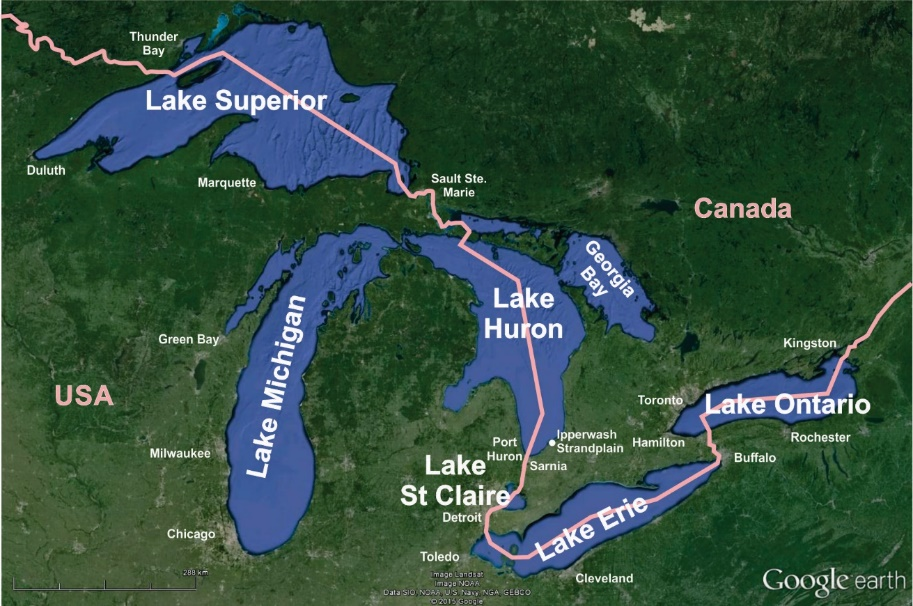 Thunder
Bay
Lake Superior
Duluth
Marquette
Sault Ste.
Marie
Canada
Georgia
Bay
Lake
Huron
Green Bay
Lake Michigan
Kingston
USA
Toronto
Lake Ontario
Milwaukee
Port
Huron
Ipperwash
Strandplain
Hamilton
Rochester
Sarnia
Buffalo
Lake
St Claire
Detroit
Lake Erie
Chicago
Toledo
Cleveland
288 km
Image Landsat
Image NOAA
Data SIO, NOAA, U.S. Navy, NGA, GEBCO
© 2015 Google
Google earth